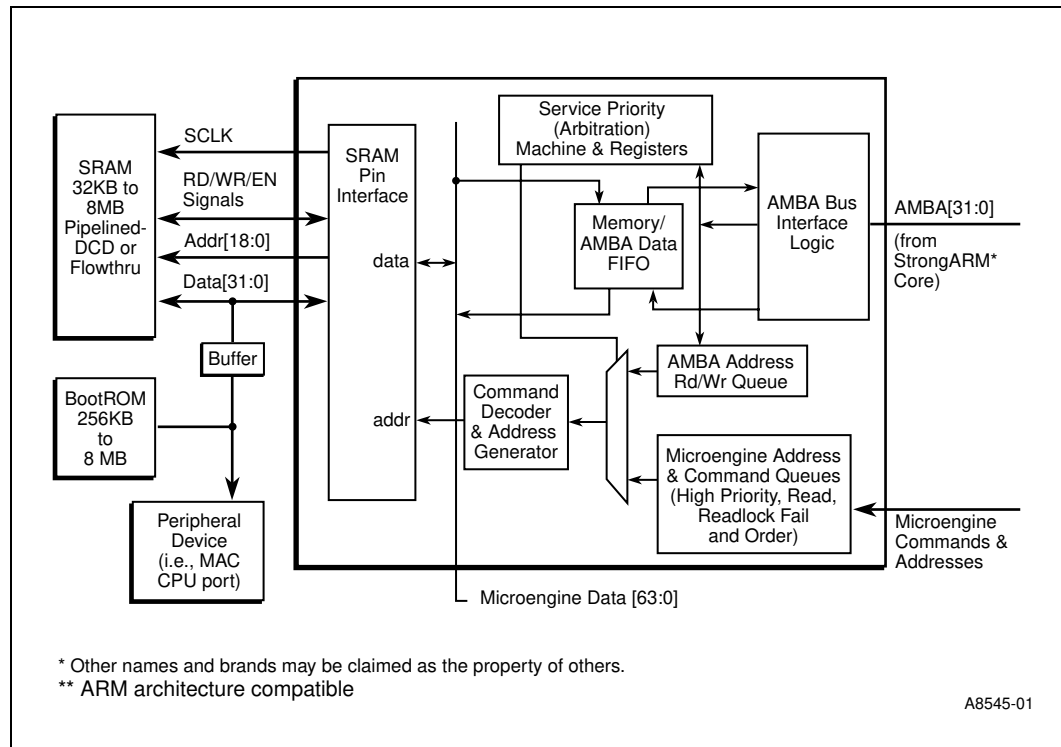 SRAM
32KB to
8MB
Pipelined-
DCD or
Flowthru
SCLK
RD/WR/EN
Signals
Addr[18:0]
Data[31:0]
Buffer
BootROM
256KB
to
8 MB
Peripheral
Device
(i.e., MAC
CPU port)
SRAM
Pin
Interface
data
addr
Service Priority
(Arbitration)
Machine & Registers
Memory/
AMBA Data
FIFO
AMBA Bus
Interface
Logic
AMBA[31:0]
(from
StrongARM*
Core)
AMBA Address
Rd/Wr Queue
Command
Decoder
& Address
Generator
Microengine Address
& Command Queues
(High Priority, Read,
Readlock Fail
and Order)
Microengine
Commands &
Addresses
Microengine Data [63:0]
* Other names and brands may be claimed as the property of others.
** ARM architecture compatible
A8545-01